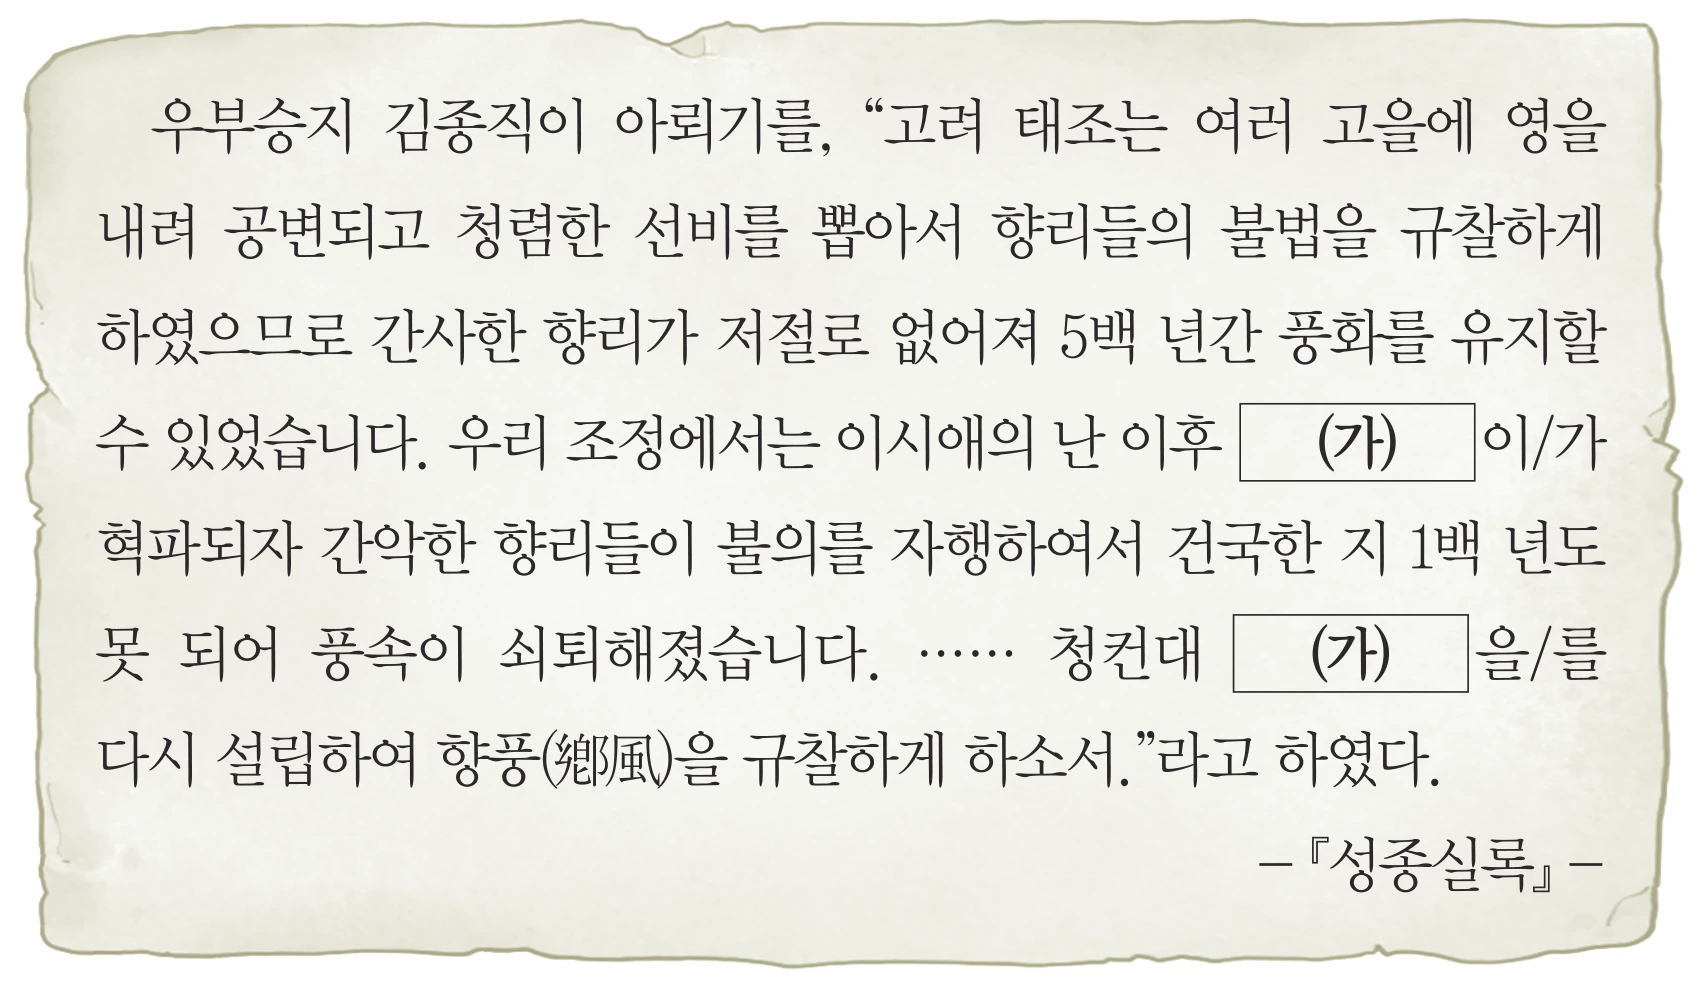 우부승지 김종직이 아뢰기를, “고려 태조는 여러 고을에 영을
내려 공변되고 청렴한 선비를 뽑아서 향리들의 불법을 규찰하게
하였으므로 간사한 향리가 저절로 없어져 5백 년간 풍화를 유지할
수 있었습니다. 우리 조정에서는 이시애의 난 이후 (가) 이/가
혁파되자 간악한 향리들이 불의를 자행하여서 건국한 지 1백 년도
못 되어 풍속이 쇠퇴해졌습니다. …… 청컨대 (가) 을/를
다시 설립하여 향풍(鄕風)을 규찰하게 하소서.”라고 하였다.
－『성종실록』－